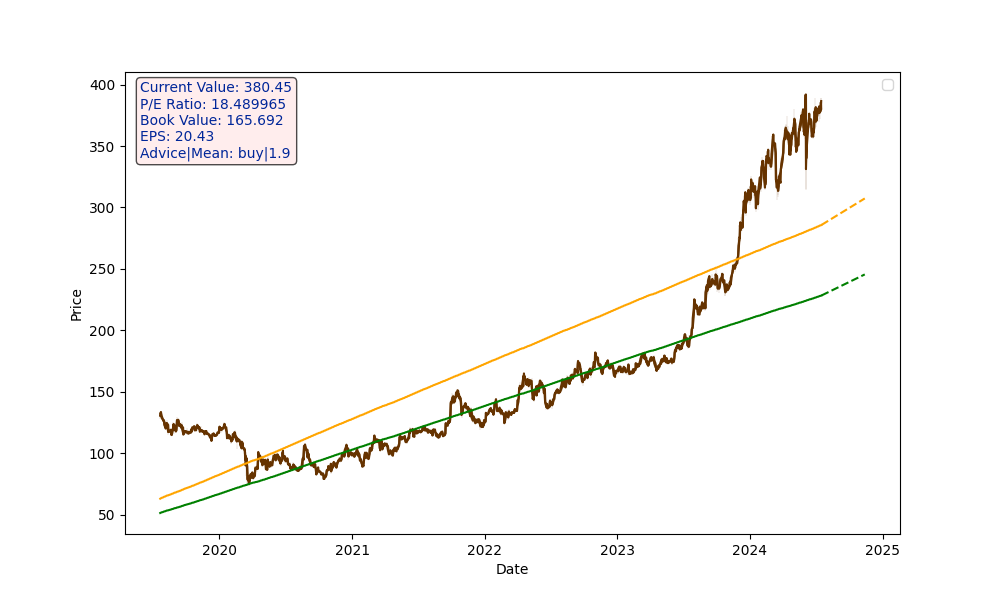 Current Value: 380.45
P/E Ratio: 18.489965
Book Value: 165.692
EPS: 20.43
Advice|Mean: buy|1.9
400
350
300
250
200
150
100
50
Price
2020
2021
2022
2023
2024
2025
Date